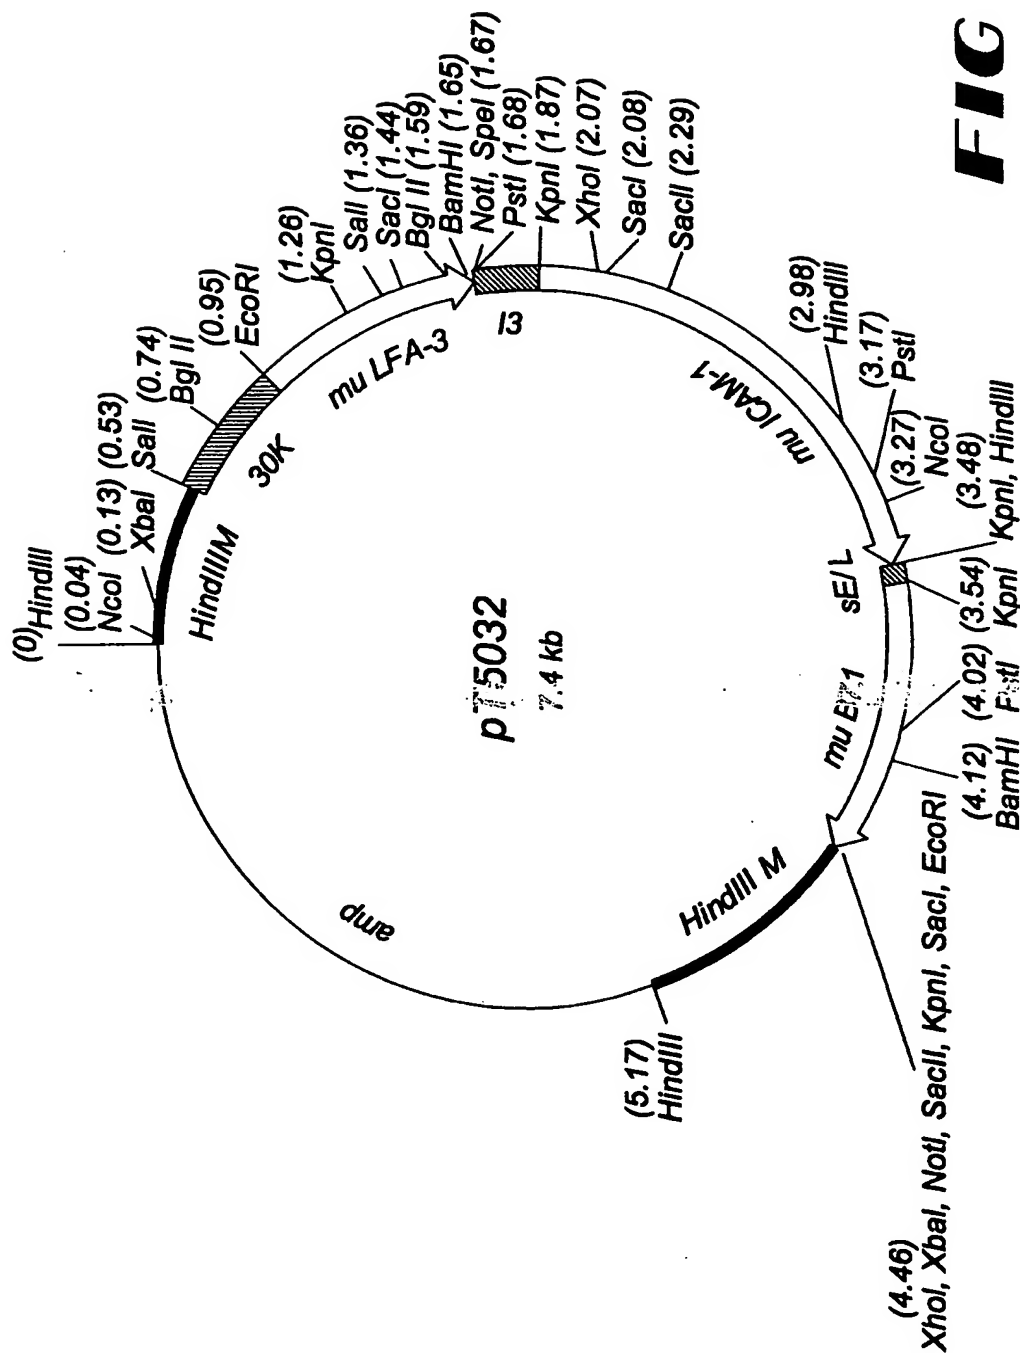 (0) HindIII
(0.04)
NcoI
(0.13)
XbaI
(0.53)
SalI
(0.74)
Bgl II
(0.95)
EcoRI
(1.26)
KpnI
SalI (1.36)
SacI (1.44)
Bgl II (1.59)
BamHI (1.65)
NotI, SpeI (1.67)
PstI (1.68)
KpnI (1.87)
XhoI (2.07)
SacI (2.08)
SacII (2.29)
(2.98)
HindIII
(3.17)
PstI
(3.27)
NcoI
(3.48)
KpnI, HindIII
(3.54)
KpnI
(4.02)
PstI
(4.12)
BamHI
(4.46)
XhoI, XbaI, NotI, SacII, KpnI, SacI, EcoRI
(5.17)
HindIII
HindIIIM
30K
mu LFA-3
I3
mu ICAM-1
sE/L
mu B7.1
HindIII M
amp
pT5032
7.4 kb
FIG